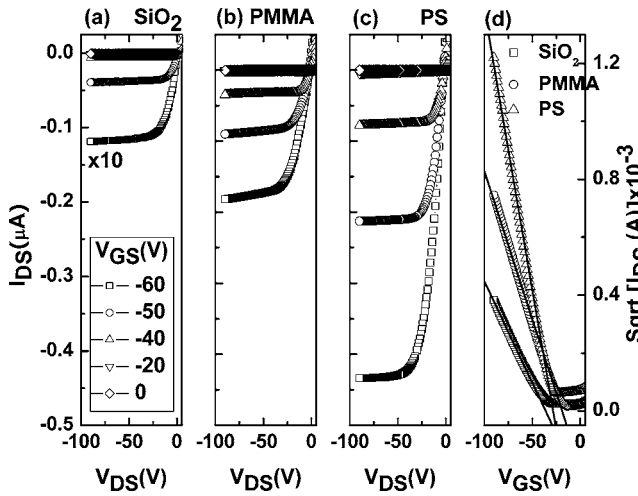 (a) SiO2 (b) PMMA (c) PS (d)
0.0
-0.1
-0.2
-0.3
-0.4
-0.5
IDS(μA)
x10
VGS(V)
-60
-50
-40
-20
0
SiO2
PMMA
PS
1.2
0.8
0.4
0.0
Sqrt [IDS(A)]x10-3
-100 -50 0 -100 -50 0 -100 -50 0 -100 -50 0
VDS(V) VDS(V) VDS(V) VGS(V)